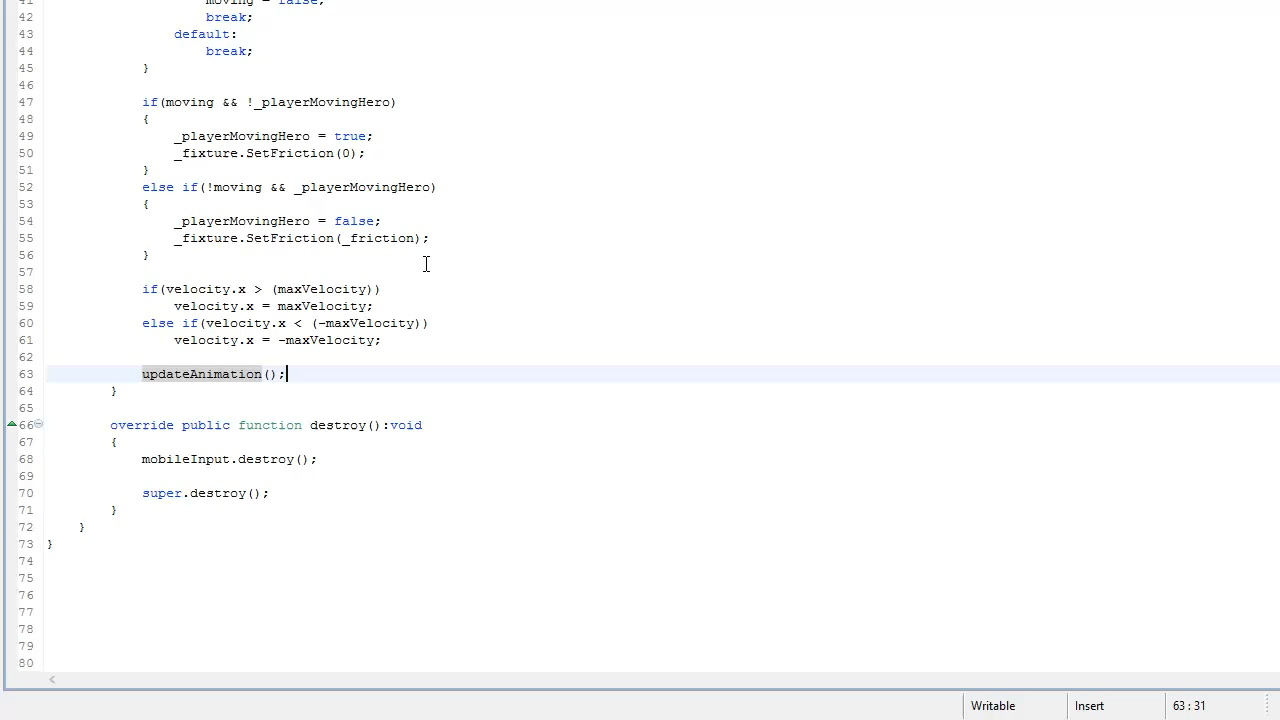 41 moving = false;
42 break;
43 default:
44 break;
45 }
46
47 if(moving && !_playerMovingHero)
48 {
49 _playerMovingHero = true;
50 _fixture.SetFriction(0);
51 }
52 else if(!moving && _playerMovingHero)
53 {
54 _playerMovingHero = false;
55 _fixture.SetFriction(_friction);
56 }
57
58 if(velocity.x > (maxVelocity))
59 velocity.x = maxVelocity;
60 else if(velocity.x < (-maxVelocity))
61 velocity.x = -maxVelocity;
62
63 updateAnimation();
64 }
65
66 override public function destroy():void
67 {
68 mobileInput.destroy();
69
70 super.destroy();
71 }
72 }
73 }
74
75
76
77
78
79
80
Writable Insert 63 : 31